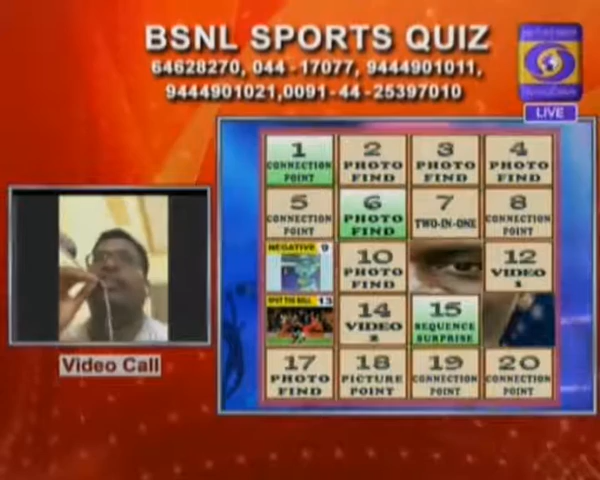 BSNL SPORTS QUIZ
64628270, 044-17077, 9444901011,
9444901021,0091-44-25397010
LIVE
1 CONNECTION POINT
2 PHOTO FIND
3 PHOTO FIND
4 PHOTO FIND
5 CONNECTION POINT
6 PHOTO FIND
7 TWO-IN-ONE
8 CONNECTION POINT
NEGATIVE 9
10 PHOTO FIND
12 VIDEO 1
SPOT THE BALL 13
14 VIDEO 2
15 SEQUENCE SURPRISE
17 PHOTO FIND
18 PICTURE POINT
19 CONNECTION POINT
20 CONNECTION POINT
Video Call